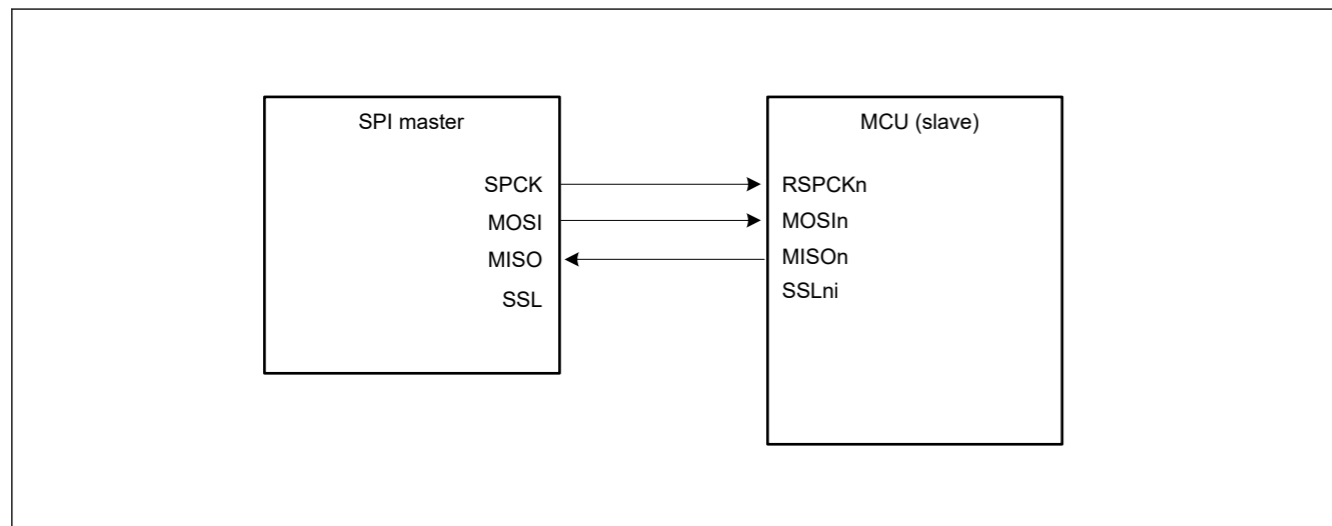 SPI master
SPCK
MOSI
MISO
SSL
MCU (slave)
RSPCKn
MOSIn
MISOn
SSLni